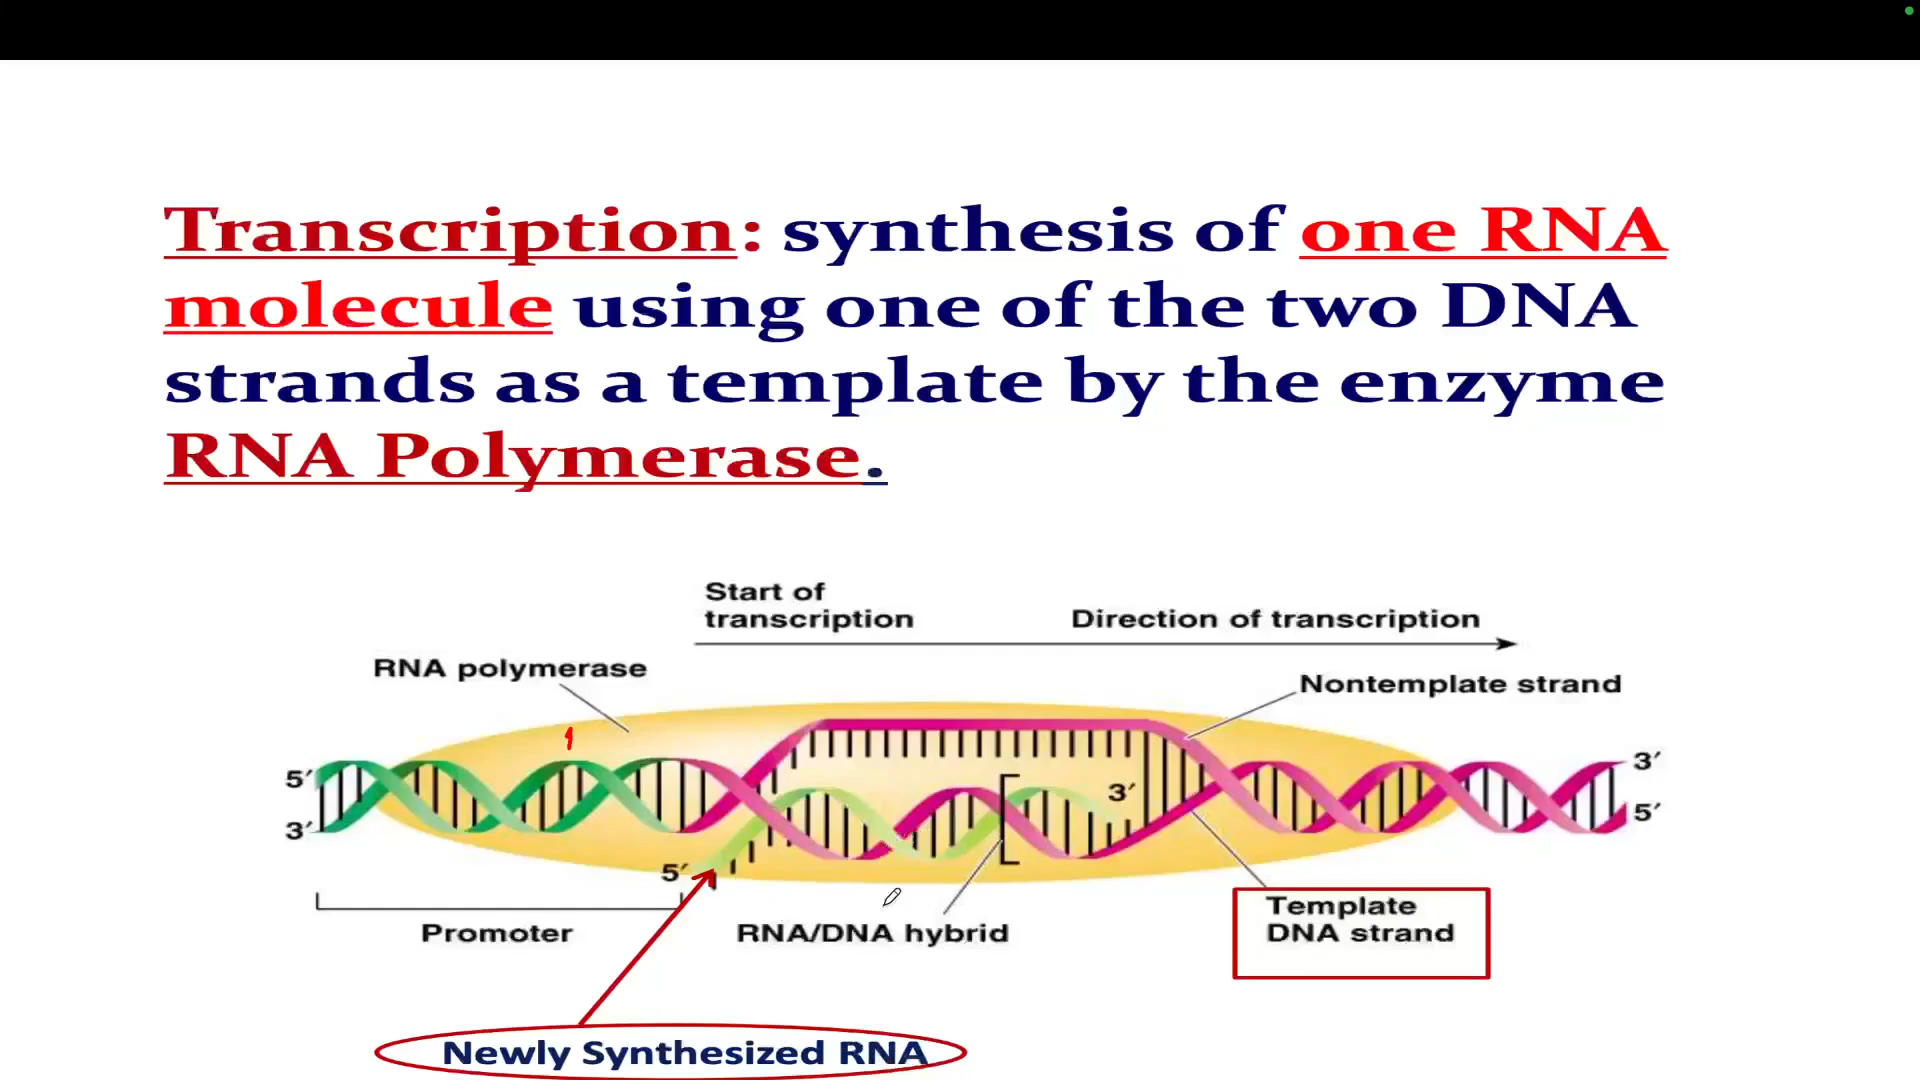 Transcription: synthesis of one RNA
molecule using one of the two DNA
strands as a template by the enzyme
RNA Polymerase.
Start of
transcription
Direction of transcription
RNA polymerase
Nontemplate strand
1
5′
3′
3′
3′
5′
5′
Promoter
RNA/DNA hybrid
Template
DNA strand
Newly Synthesized RNA